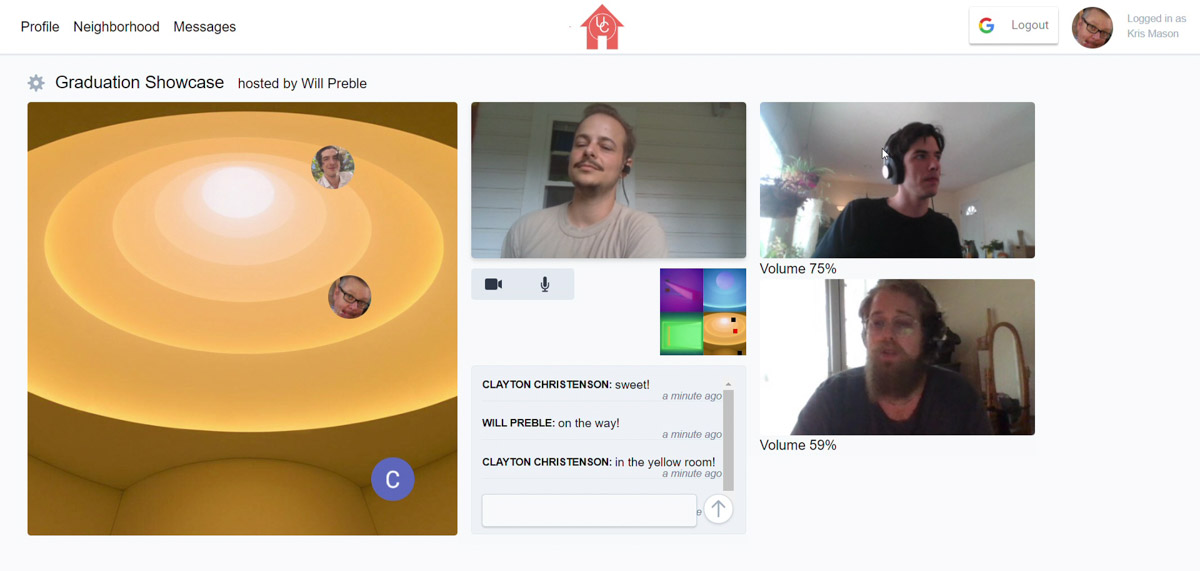 Profile Neighborhood Messages
UC
Logout
Logged in as
Kris Mason
Graduation Showcase hosted by Will Preble
C
Volume 75%
CLAYTON CHRISTENSON: sweet!
a minute ago
WILL PREBLE: on the way!
a minute ago
CLAYTON CHRISTENSON: in the yellow room!
a minute ago
e
Volume 59%